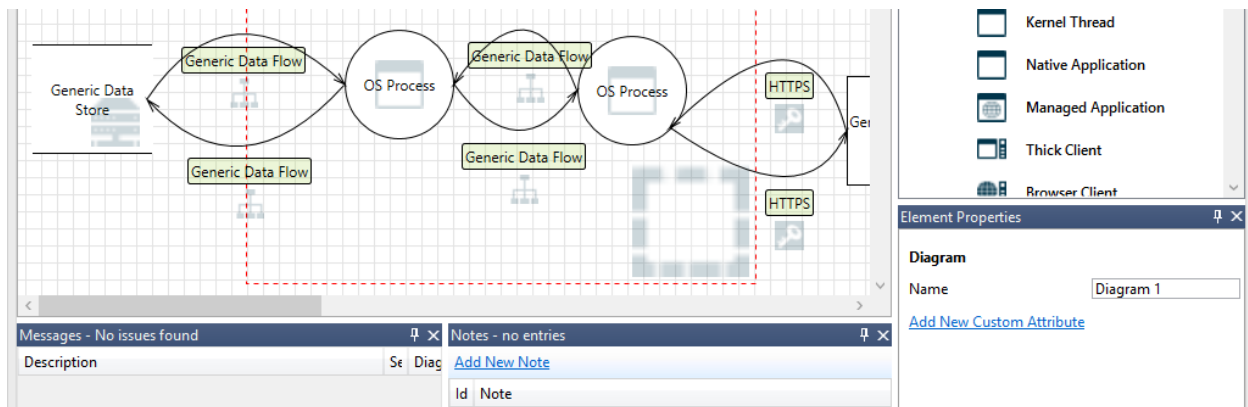 Generic Data Flow
Generic Data Flow
Generic Data
Store
OS Process
OS Process
HTTPS
Generic Data Flow
Generic Data Flow
HTTPS
Kernel Thread
Native Application
Managed Application
Thick Client
Browser Client
Element Properties
Diagram
Name
Diagram 1
Add New Custom Attribute
Messages - No issues found
Description
Notes - no entries
Add New Note
Id Note